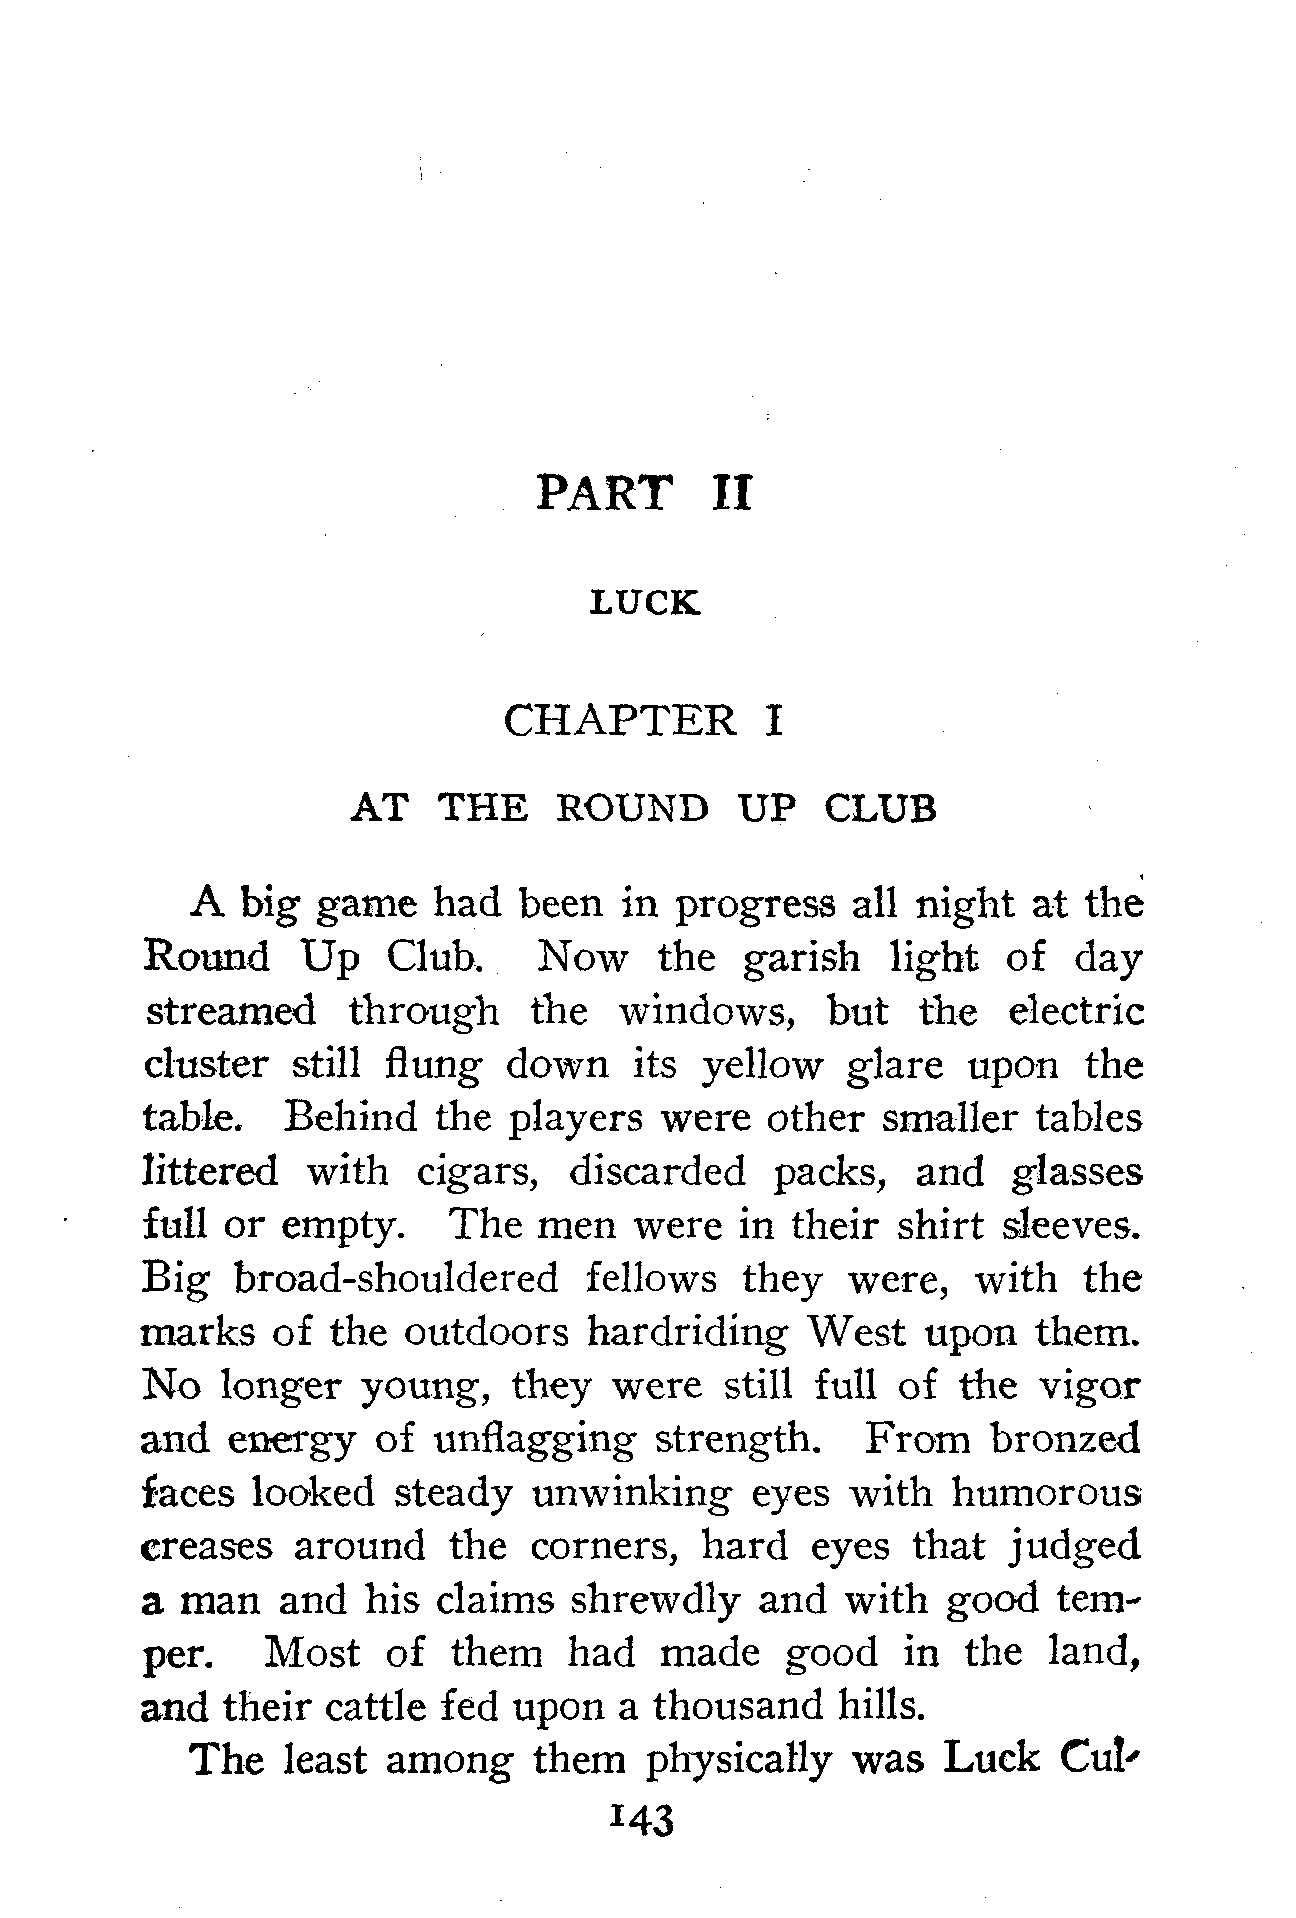 PART II
LUCK
CHAPTER I
AT THE ROUND UP CLUB
A big game had been in progress all night at the
Round Up Club. Now the garish light of day
streamed through the windows, but the electric
cluster still flung down its yellow glare upon the
table. Behind the players were other smaller tables
littered with cigars, discarded packs, and glasses
full or empty. The men were in their shirt sleeves.
Big broad-shouldered fellows they were, with the
marks of the outdoors hardriding West upon them.
No longer young, they were still full of the vigor
and energy of unflagging strength. From bronzed
faces looked steady unwinking eyes with humorous
creases around the corners, hard eyes that judged
a man and his claims shrewdly and with good tem-
per. Most of them had made good in the land,
and their cattle fed upon a thousand hills.
The least among them physically was Luck Cul-
143